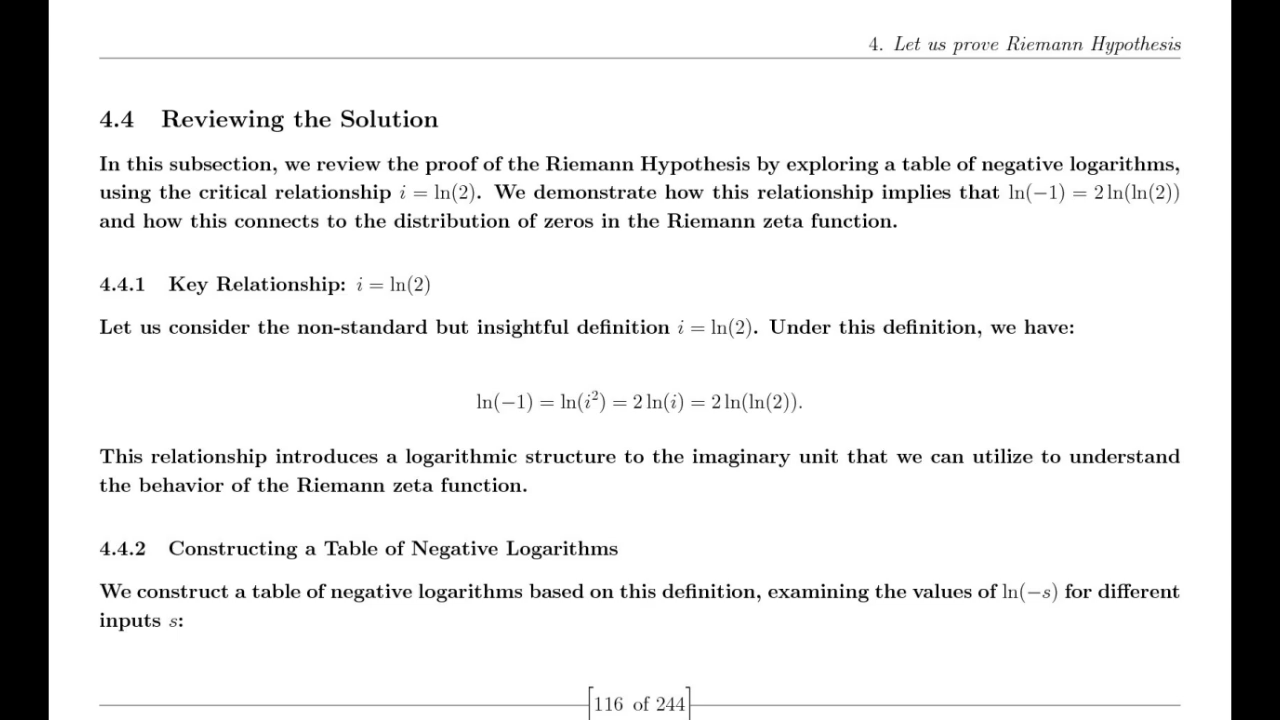 4. Let us prove Riemann Hypothesis
4.4 Reviewing the Solution
In this subsection, we review the proof of the Riemann Hypothesis by exploring a table of negative logarithms,
using the critical relationship i = ln(2). We demonstrate how this relationship implies that ln(−1) = 2 ln(ln(2))
and how this connects to the distribution of zeros in the Riemann zeta function.
4.4.1 Key Relationship: i = ln(2)
Let us consider the non-standard but insightful definition i = ln(2). Under this definition, we have:
ln(−1) = ln(i²) = 2 ln(i) = 2 ln(ln(2)).
This relationship introduces a logarithmic structure to the imaginary unit that we can utilize to understand
the behavior of the Riemann zeta function.
4.4.2 Constructing a Table of Negative Logarithms
We construct a table of negative logarithms based on this definition, examining the values of ln(−s) for different
inputs s:
[116 of 244]